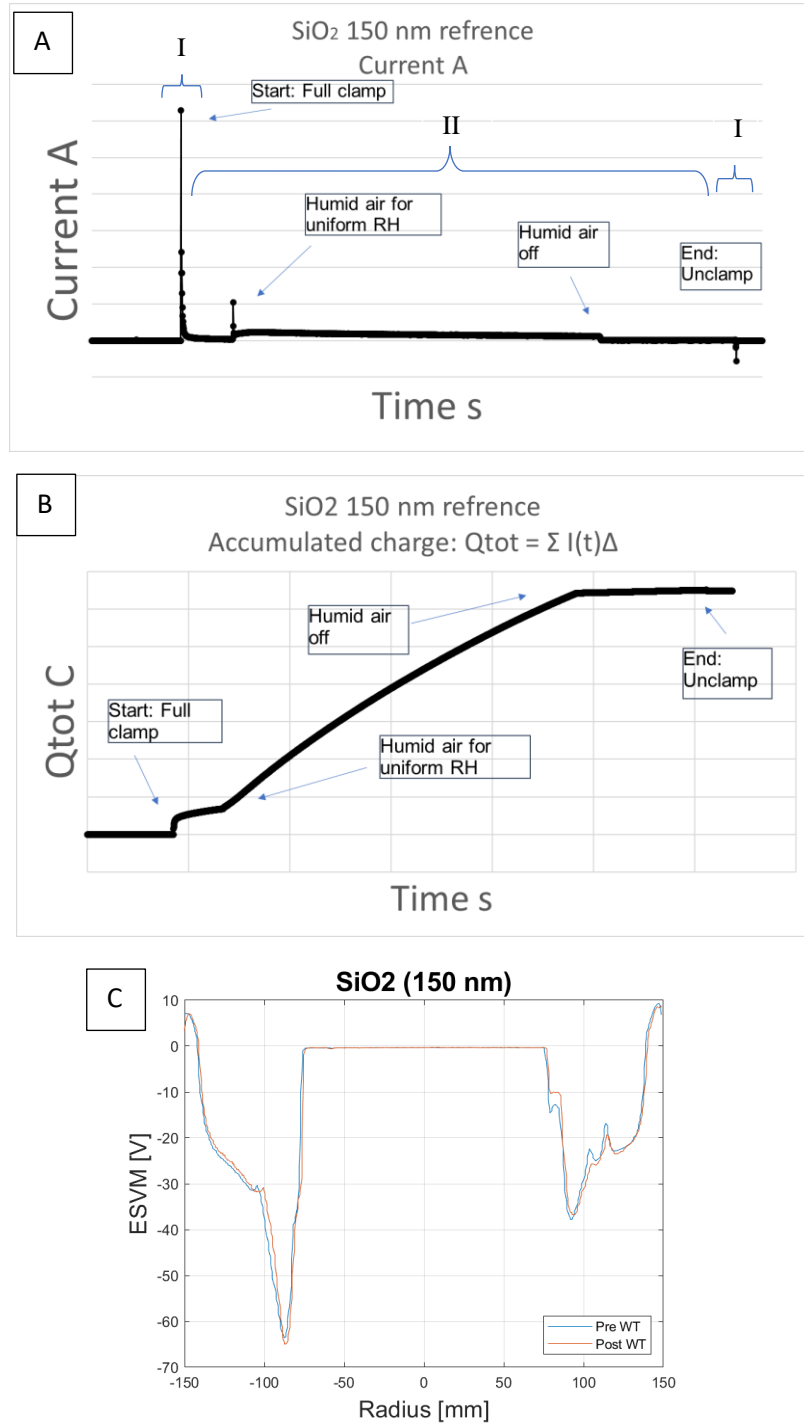 A
SiO2 150 nm refrence
Current A
I
Start: Full clamp
II
I
Current A
Humid air for
uniform RH
Humid air
off
End:
Unclamp
Time s
B
SiO2 150 nm refrence
Accumulated charge: Qtot = Σ I(t)Δ
Humid air
off
Qtot C
Start: Full
clamp
End:
Unclamp
Humid air for
uniform RH
Time s
C
SiO2 (150 nm)
10
0
-10
-20
-30
-40
-50
-60
-70
ESVM [V]
Pre WT
Post WT
-150 -100 -50 0 50 100 150
Radius [mm]